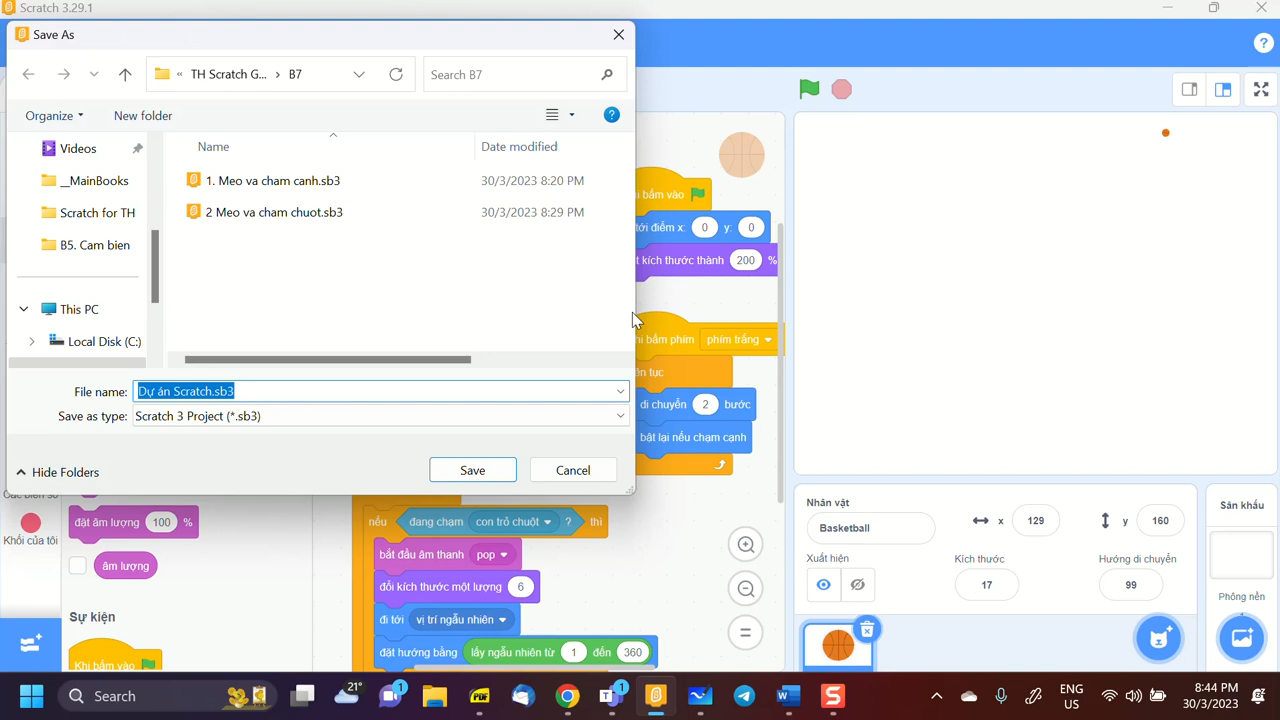 Scratch 3.29.1
Save As
« TH Scratch G... › B7
Search B7
Organize
New folder
Name
Date modified
Videos
__MainBooks
Scratch for TH
B5. Cam bien
This PC
Local Disk (C:)
1. Meo va cham canh.sb3
30/3/2023 8:20 PM
2 Meo va cham chuot.sb3
30/3/2023 8:29 PM
File name: Dự án Scratch.sb3
Save as type: Scratch 3 Project (*.sb3)
Hide Folders
Save
Cancel
bấm vào
tới điểm x: 0 y: 0
kích thước thành 200 %
bấm phím phím trắng
tục
di chuyển 2 bước
bật lại nếu chạm cạnh
Khối của tôi
đặt âm lượng 100 %
âm lượng
Sự kiện
Khi bấm vào
nếu đang chạm con trỏ chuột ? thì
bắt đầu âm thanh pop
đổi kích thước một lượng 6
đi tới vị trí ngẫu nhiên
đặt hướng bằng lấy ngẫu nhiên từ 1 đến 360
Nhân vật
Basketball
x 129
y 160
Xuất hiện
Kích thước
17
Hướng di chuyển
99
Sân khấu
Phông nền
1
Search
21°
1
1
ENG
US
8:44 PM
30/3/2023